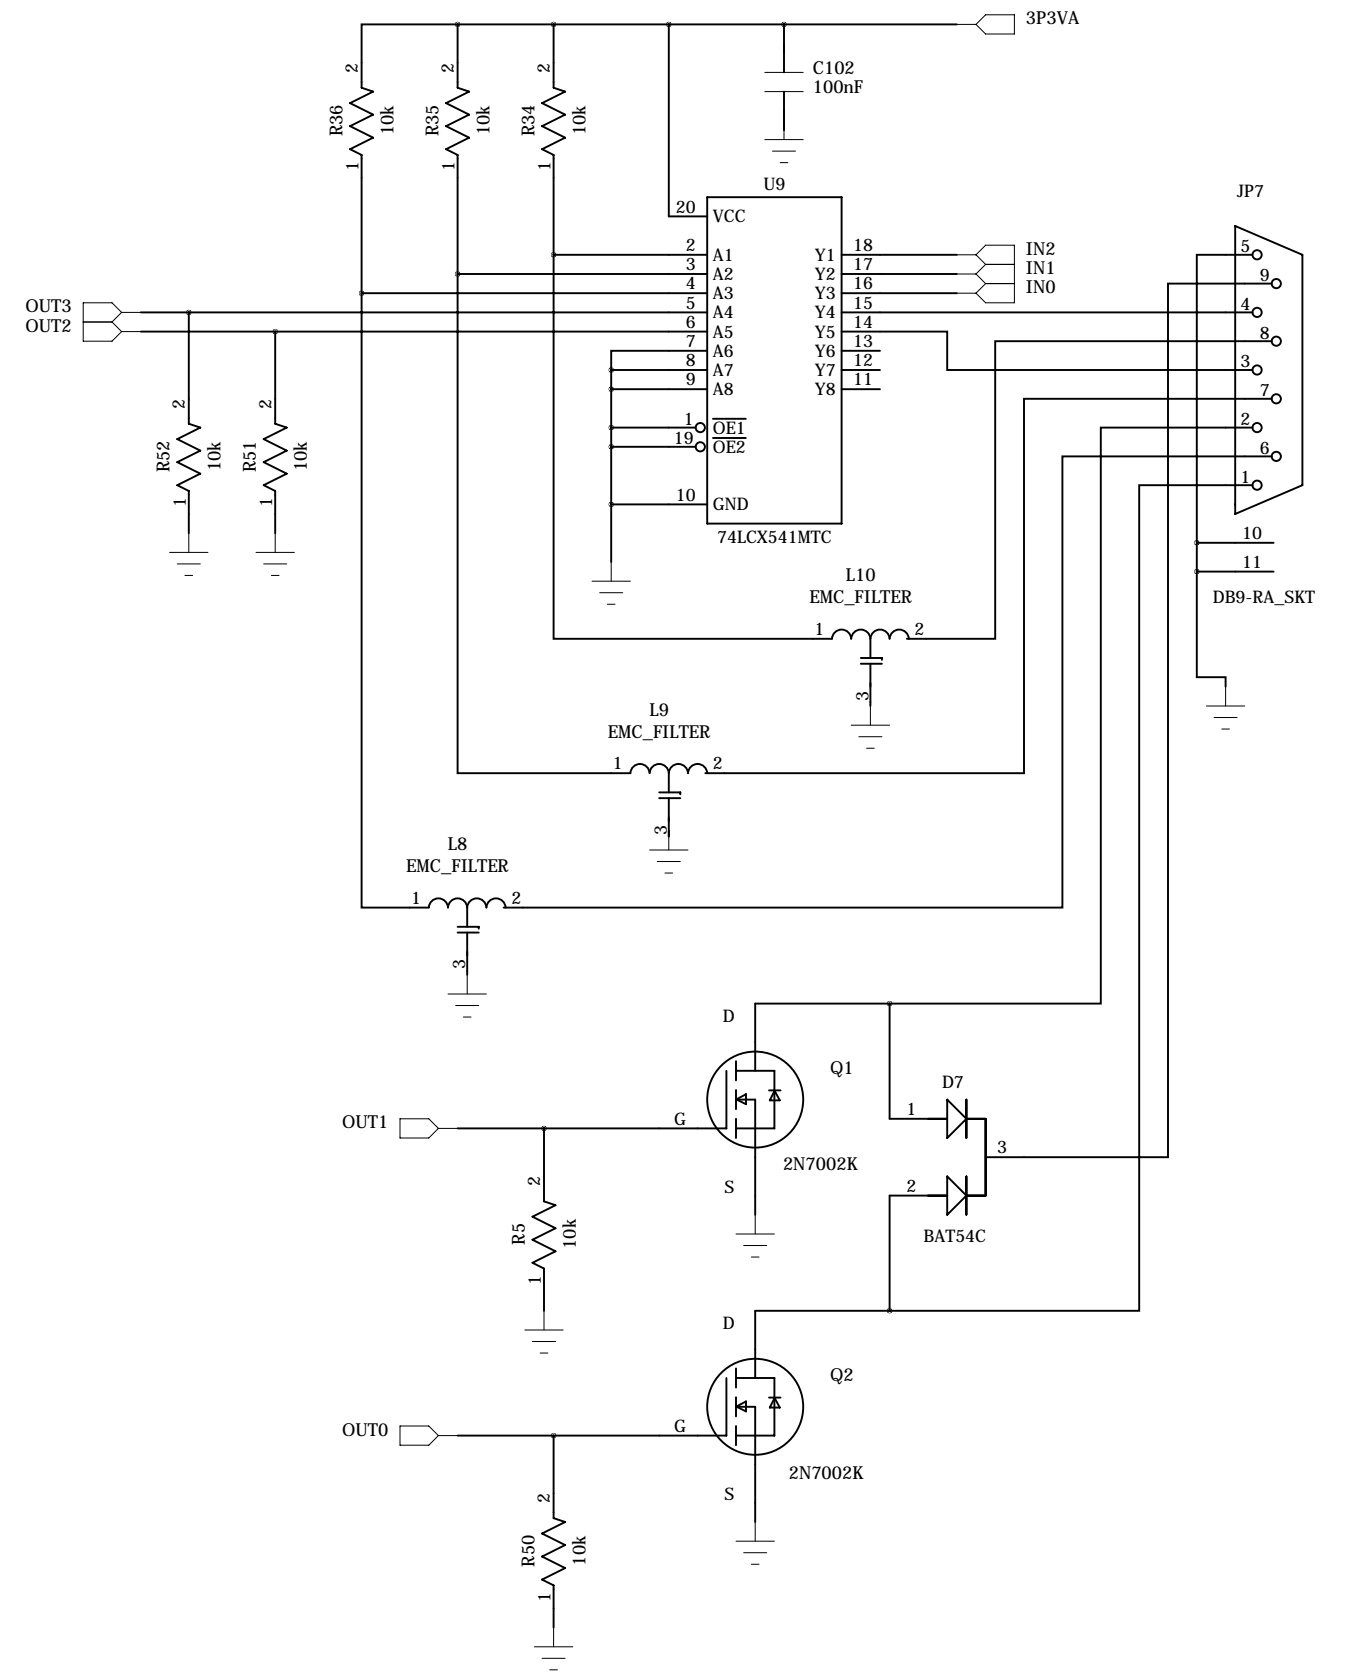 3P3VA
C102
100nF
2
R36
10k
1
2
R35
10k
1
2
R34
10k
1
U9
JP7
20 VCC
2 A1 Y1 18 IN2
3 A2 Y2 17 IN1
4 A3 Y3 16 IN0
OUT3 5 A4 Y4 15
OUT2 6 A5 Y5 14
7 A6 Y6 13
8 A7 Y7 12
9 A8 Y8 11
1 OE1
19 OE2
10 GND
74LCX541MTC
5
9
4
8
3
7
2
6
1
10
11
DB9-RA_SKT
2
R52
10k
1
2
R51
10k
1
L10
EMC_FILTER
1 2
3
L9
EMC_FILTER
1 2
3
L8
EMC_FILTER
1 2
3
D
Q1
OUT1 G
2N7002K
S
2
R5
10k
1
D7
1
3
2
BAT54C
D
Q2
OUT0 G
2N7002K
S
2
R50
10k
1